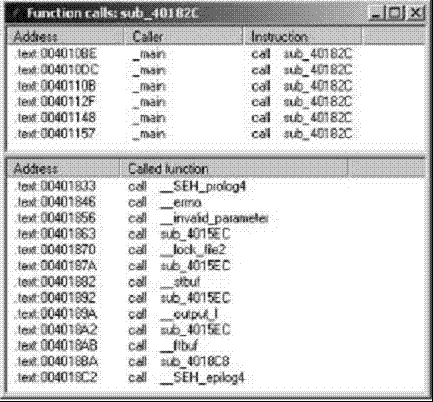 Function calls: sub_40182C
Address Caller Instruction
.text:004010BE _main call sub_40182C
.text:004010DC _main call sub_40182C
.text:0040110B _main call sub_40182C
.text:0040112F _main call sub_40182C
.text:00401148 _main call sub_40182C
.text:00401157 _main call sub_40182C
Address Called function
.text:00401833 call __SEH_prolog4
.text:00401846 call __errno
.text:00401856 call __invalid_parameter
.text:00401863 call sub_4015EC
.text:00401870 call __lock_file2
.text:0040187A call sub_4015EC
.text:00401882 call __stbuf
.text:00401892 call sub_4015EC
.text:0040189A call __output_l
.text:004018A2 call sub_4015EC
.text:004018AB call __ftbuf
.text:004018BA call sub_4018C8
.text:004018C2 call __SEH_epilog4